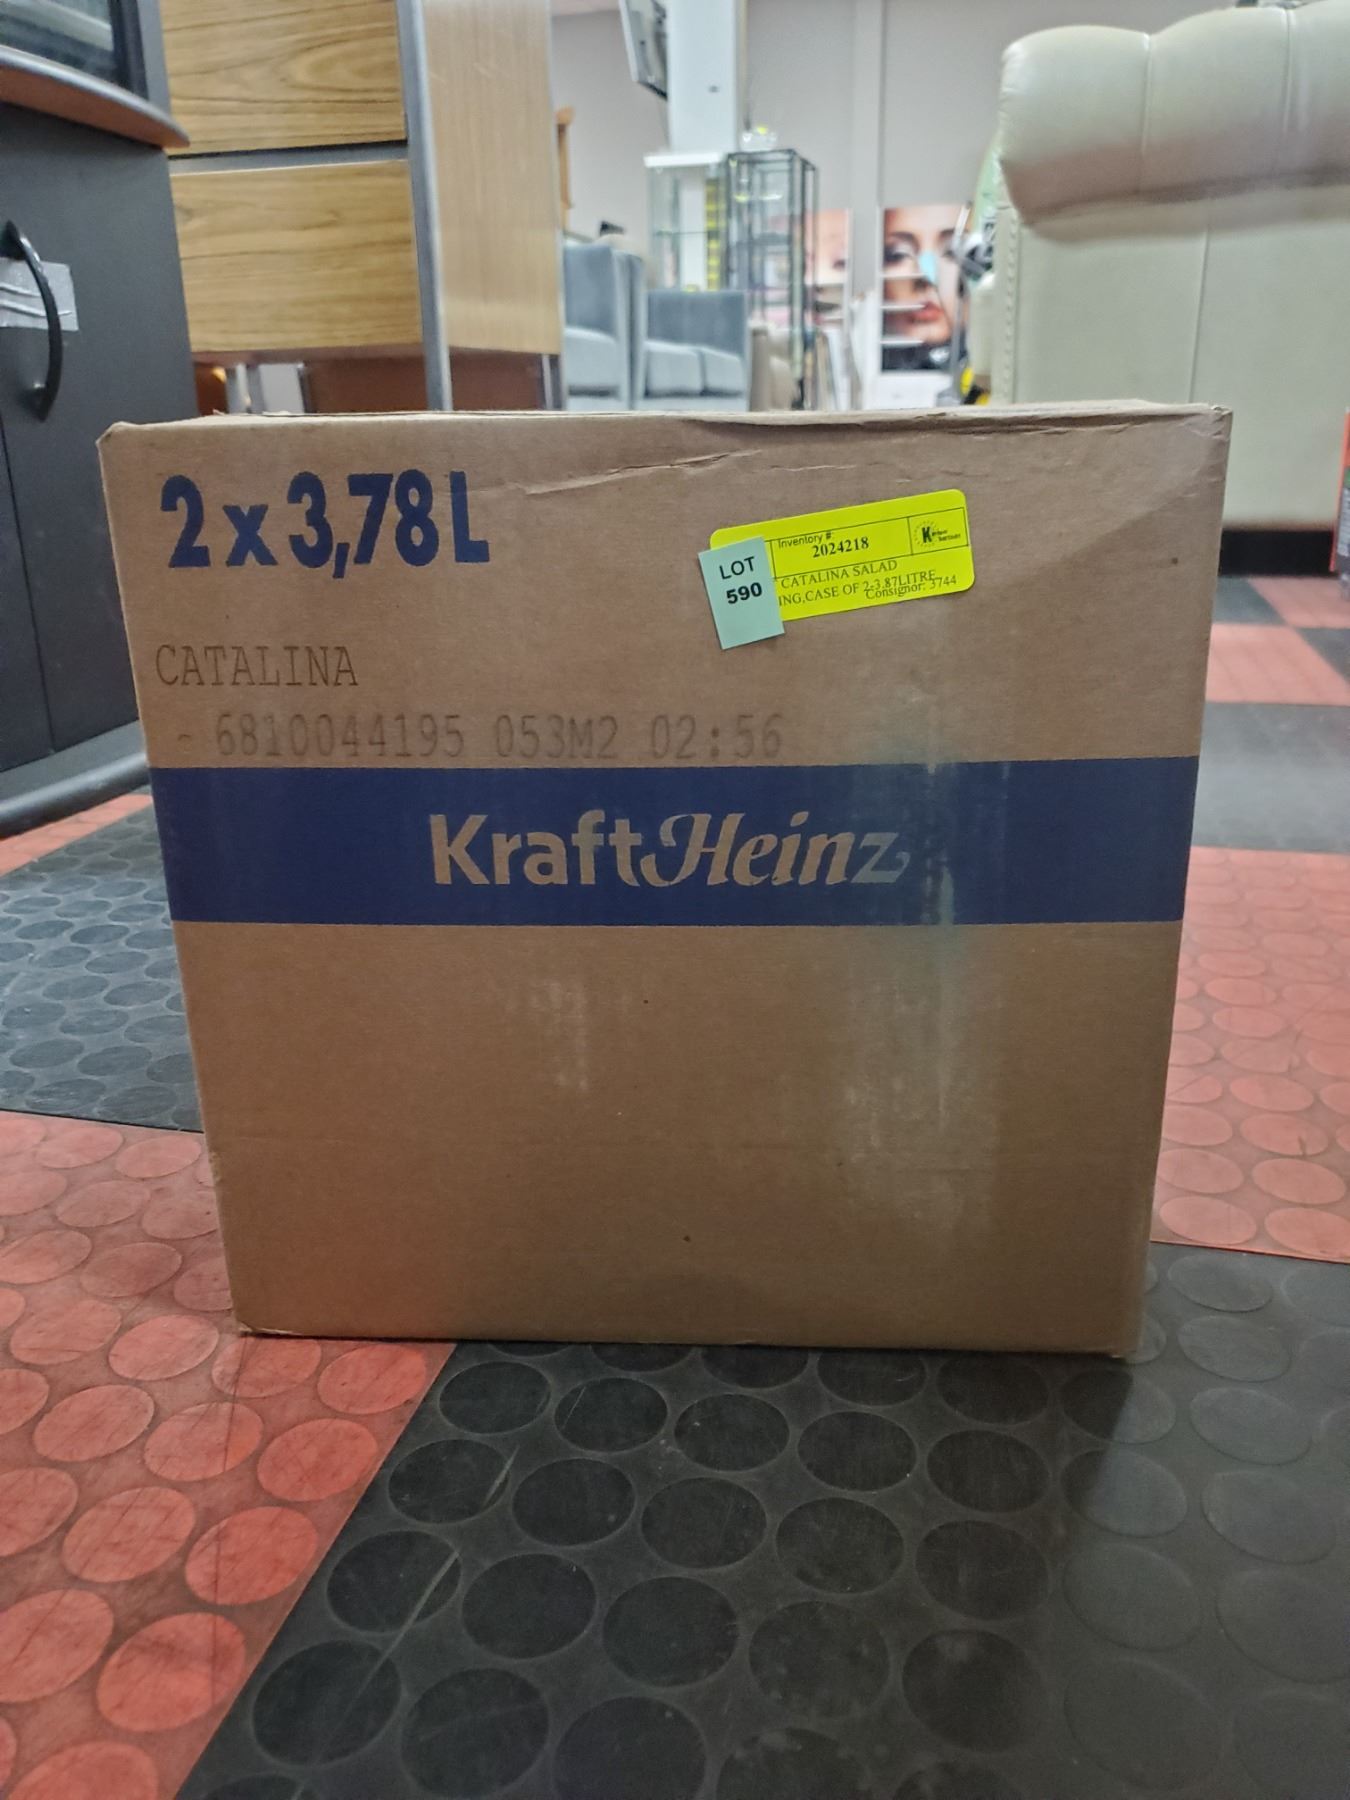 2 x 3,78 L
Inventory #:
2024218
LOT
590
CATALINA SALAD
ING,CASE OF 2-3.87LITRE
Consignor: 3744
CATALINA
- 6810044195 053M2 02:56
KraftHeinz